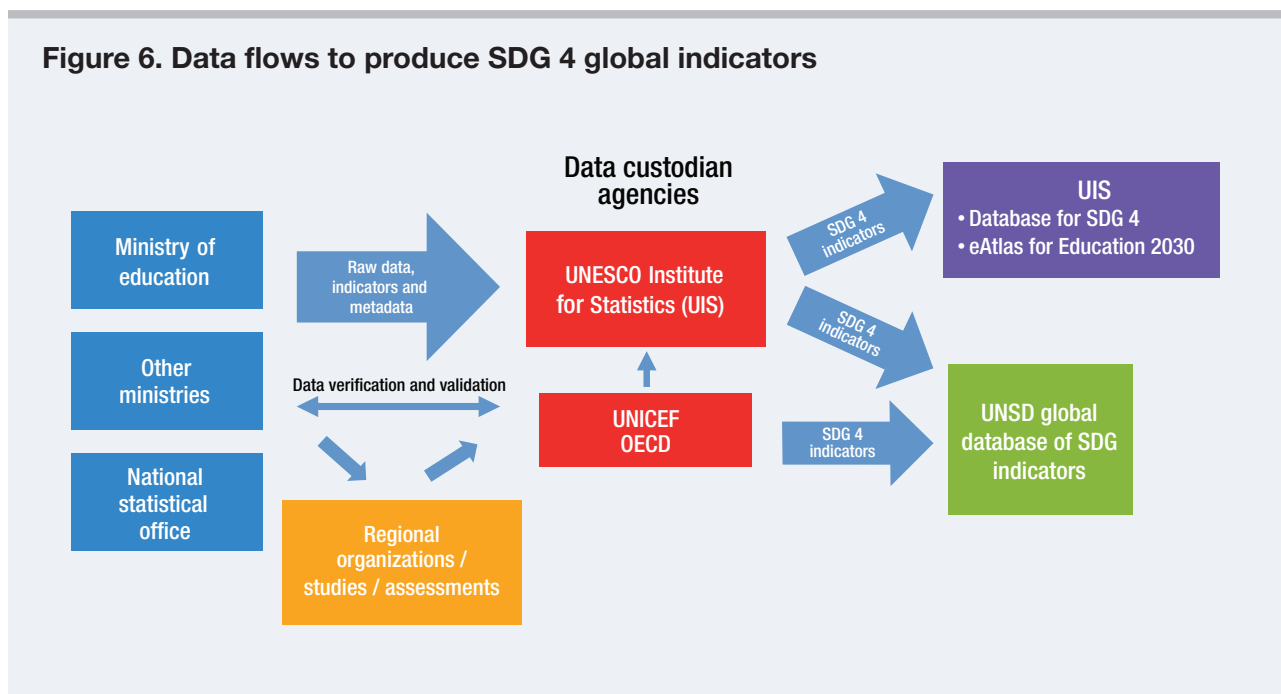 Figure 6. Data flows to produce SDG 4 global indicators
Ministry of
education
Other
ministries
National
statistical
office
Raw data,
indicators and
metadata
Data verification and validation
Regional
organizations /
studies / assessments
Data custodian
agencies
UNESCO Institute
for Statistics (UIS)
UNICEF
OECD
SDG 4
indicators
SDG 4
indicators
SDG 4
indicators
UIS
• Database for SDG 4
• eAtlas for Education 2030
UNSD global
database of SDG
indicators